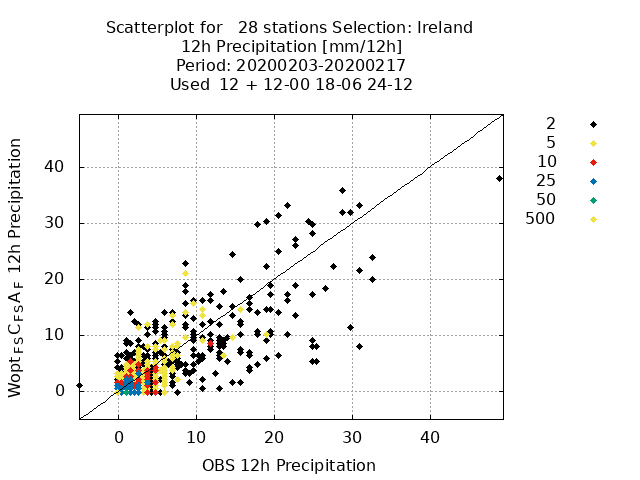 Scatterplot for   28 stations Selection: Ireland
12h Precipitation [mm/12h]
Period: 20200203-20200217
Used  12 + 12-00 18-06 24-12
2
5
10
25
50
500
40
30
20
10
0
0 10 20 30 40
Wopt FS C FS A F 12h Precipitation
OBS 12h Precipitation